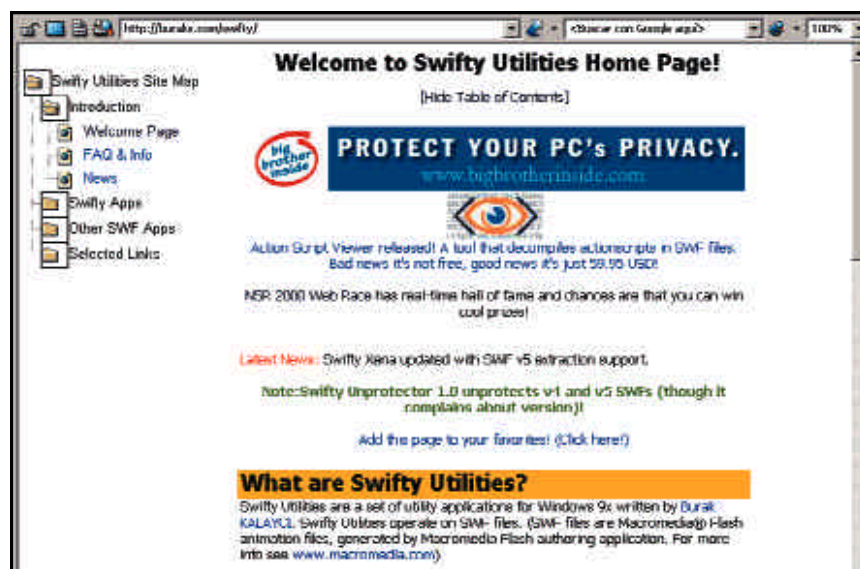 http://buraks.com/swifty/
<Buscar con Google aquí>
100%
Swifty Utilities Site Map
Introduction
Welcome Page
FAQ & Info
News
Swifty Apps
Other SWF Apps
Selected Links
Welcome to Swifty Utilities Home Page!
[Hide Table of Contents]
big brother inside
PROTECT YOUR PC's PRIVACY.
www.bigbrotherinside.com
Action Script Viewer released! A tool that decompiles actionscripts in SWF files.
Bad news it's not free, good news it's just 59.95 USD!
NSR 2000 Web Race has real-time hall of fame and chances are that you can win
cool prizes!
Latest News: Swifty Xena updated with SWF v5 extraction support.
Note:Swifty Unprotector 1.0 unprotects v4 and v5 SWFs (though it
complains about version)!
Add this page to your favorites! (Click here!)
What are Swifty Utilities?
Swifty Utilities are a set of utility applications for Windows 9x written by Burak
KALAYCI. Swifty Utilities operate on SWF files. (SWF files are Macromedia® Flash
animation files, generated by Macromedia Flash authoring application. For more
info see www.macromedia.com)